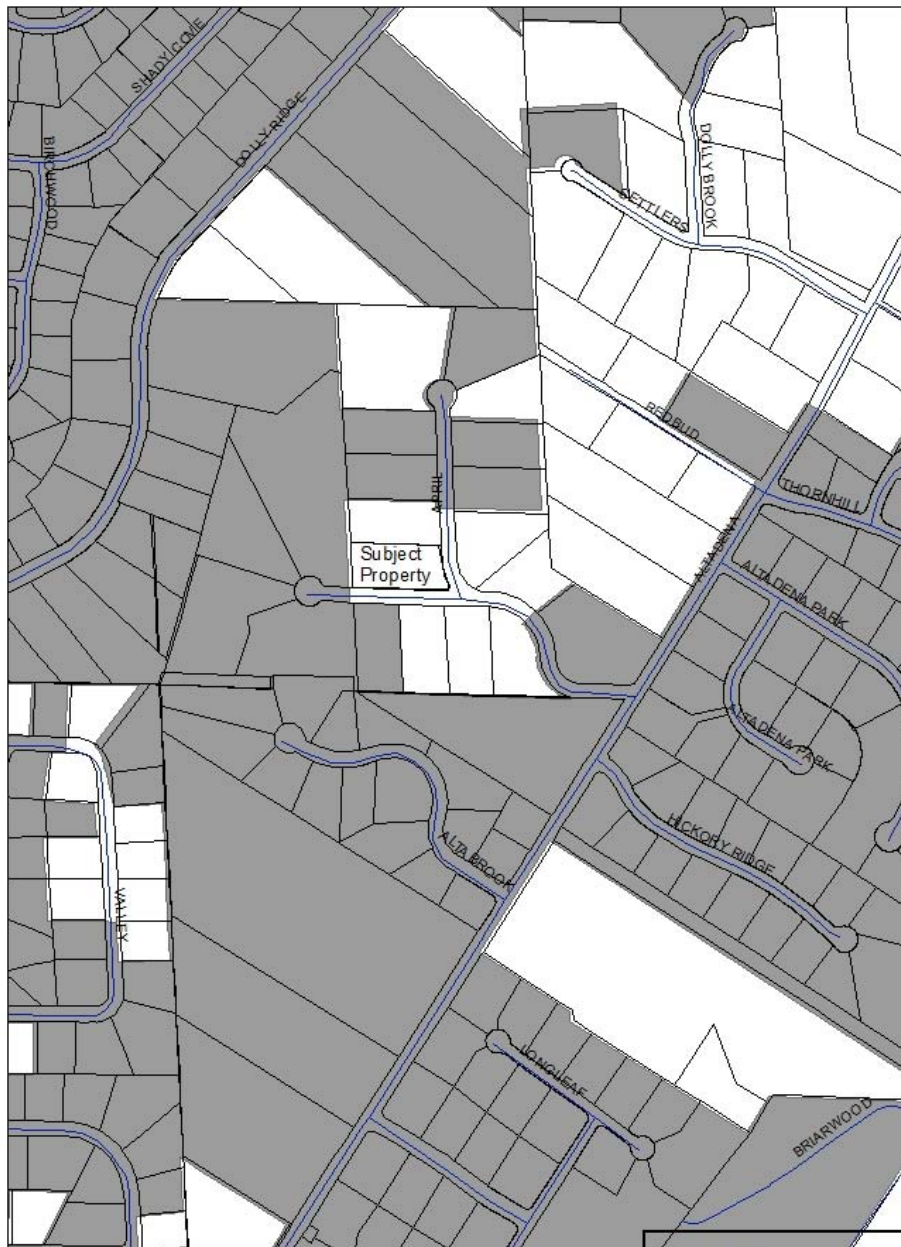 SHADY COVE
DOLLY RIDGE
BIRCHWOOD
DOLLY BROOK
SETTLERS
REDBUD
THORNHILL
APRIL
ALTADENA
Subject
Property
ALTADENA PARK
ALTADENA PARK
HICKORY RIDGE
ALTA BROOK
VALLEY
LONGLEAF
BRIARWOOD